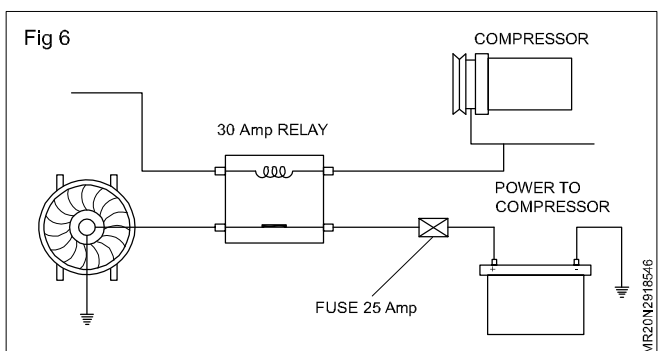 Fig 6
COMPRESSOR
30 Amp RELAY
POWER TO
COMPRESSOR
+
-
FUSE 25 Amp
MR20N2918546